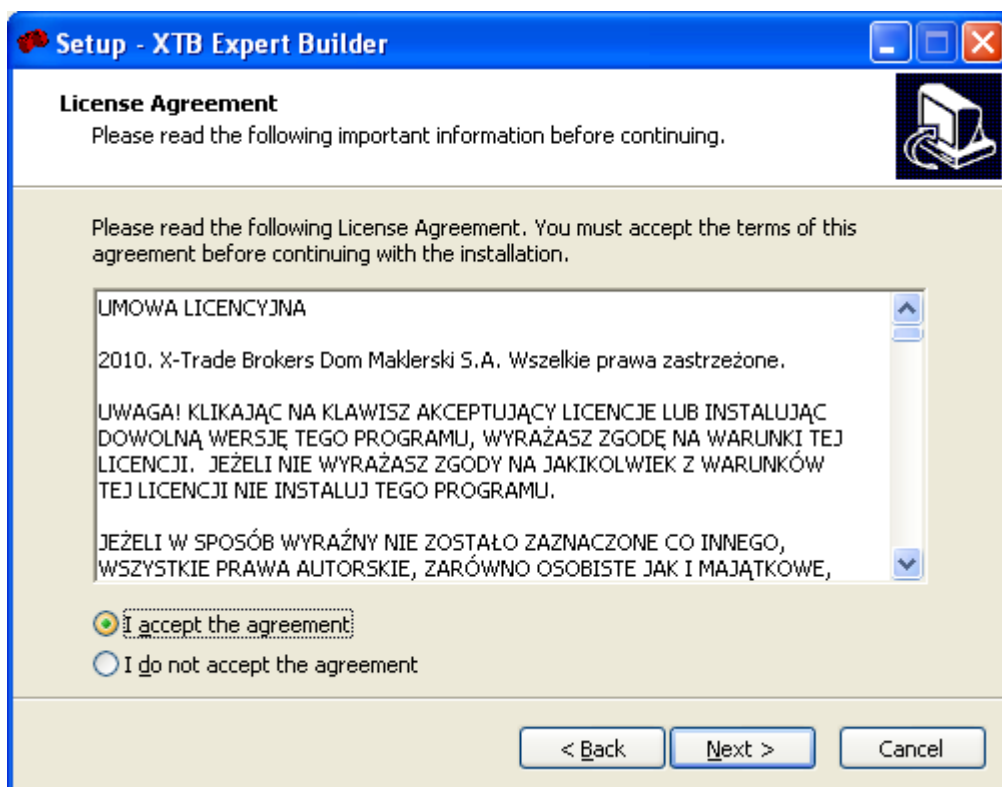 Setup - XTB Expert Builder
License Agreement
Please read the following important information before continuing.
Please read the following License Agreement. You must accept the terms of this
agreement before continuing with the installation.
UMOWA LICENCYJNA
2010. X-Trade Brokers Dom Maklerski S.A. Wszelkie prawa zastrzeżone.
UWAGA! KLIKAJĄC NA KLAWISZ AKCEPTUJĄCY LICENCJE LUB INSTALUJĄC
DOWOLNĄ WERSJĘ TEGO PROGRAMU, WYRAŻASZ ZGODĘ NA WARUNKI TEJ
LICENCJI.  JEŻELI NIE WYRAŻASZ ZGODY NA JAKIKOLWIEK Z WARUNKÓW
TEJ LICENCJI NIE INSTALUJ TEGO PROGRAMU.
JEŻELI W SPOSÓB WYRAŹNY NIE ZOSTAŁO ZAZNACZONE CO INNEGO,
WSZYSTKIE PRAWA AUTORSKIE, ZARÓWNO OSOBISTE JAK I MAJĄTKOWE,
I accept the agreement
I do not accept the agreement
< Back
Next >
Cancel